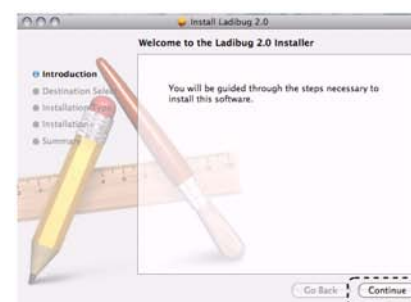 Install Ladibug 2.0
Welcome to the Ladibug 2.0 Installer
Introduction
Destination Select
Installation Type
Installation
Summary
You will be guided through the steps necessary to
install this software.
Go Back
Continue